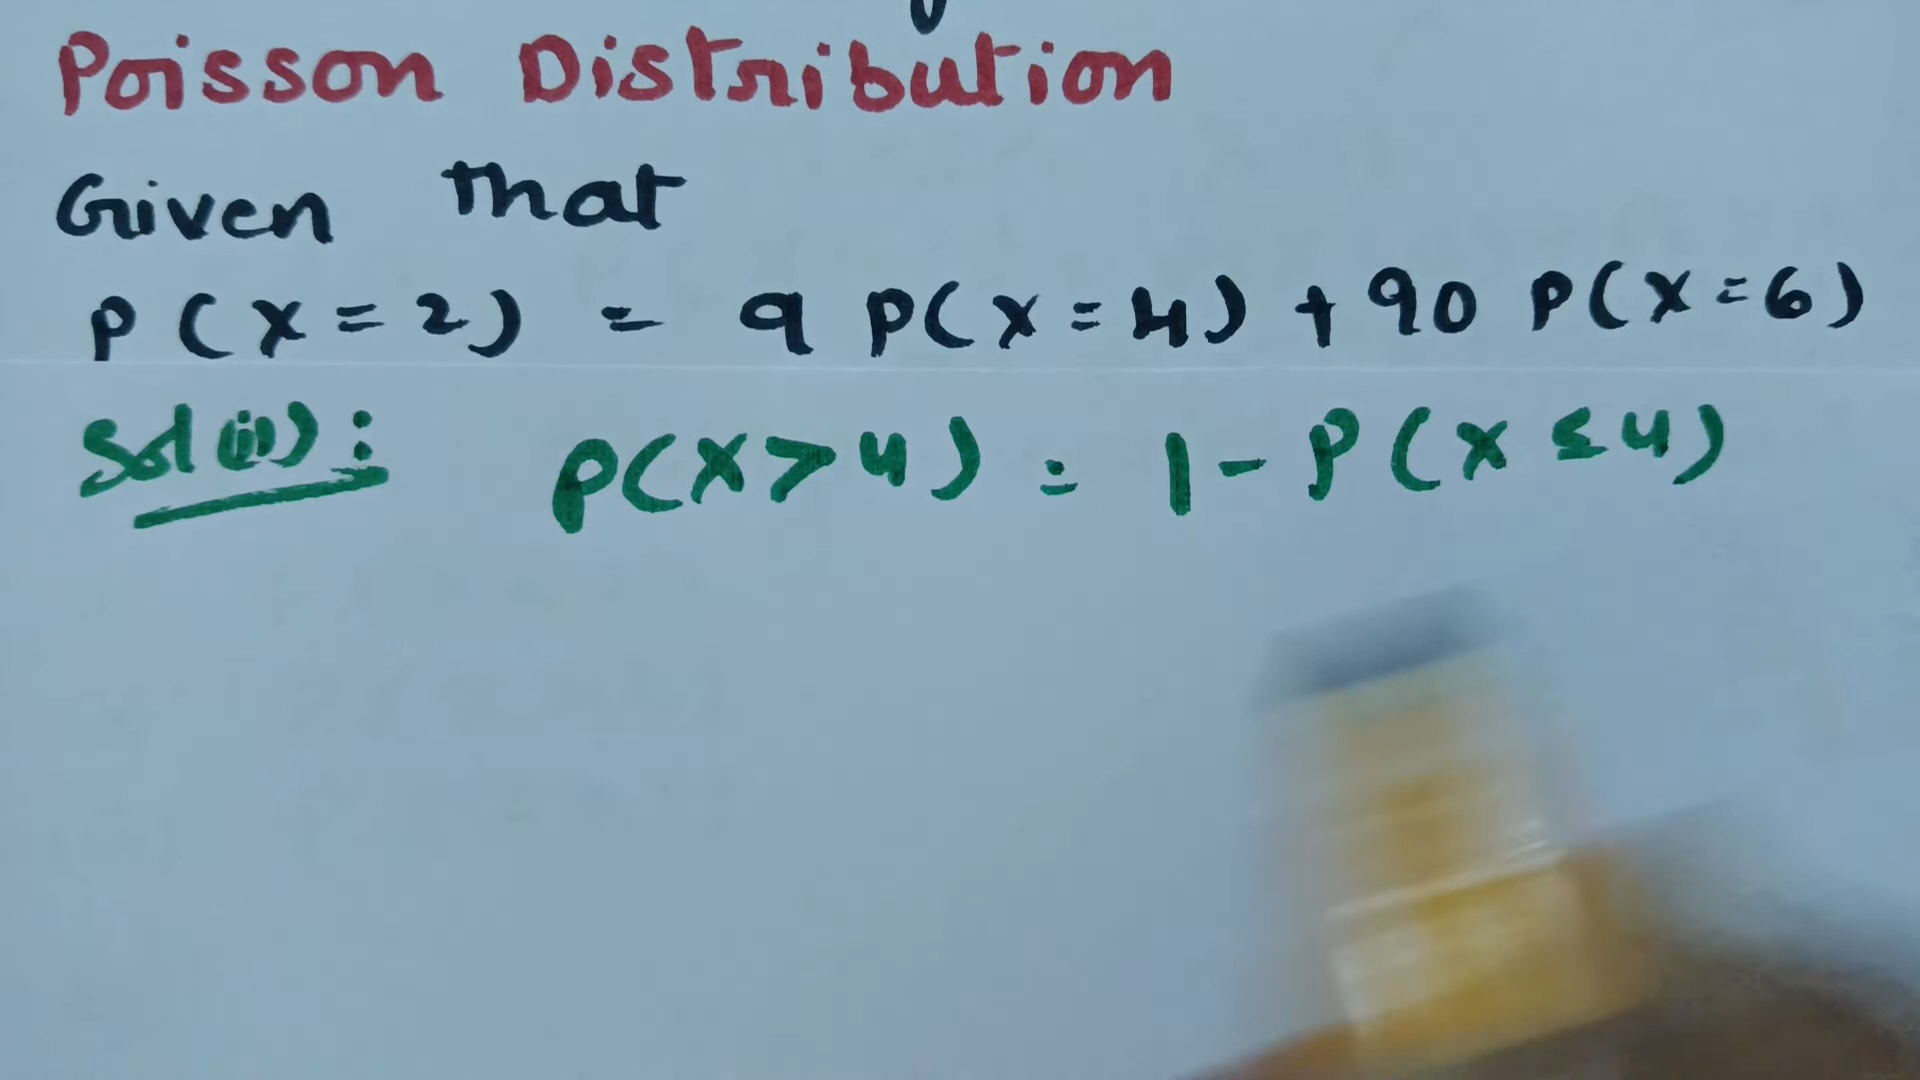 Poisson Distribution
Given that
P(X=2) = 9 P(X=4) + 90 P(X=6)
Sol(ii): P(X>4) = 1 - P(X≤4)